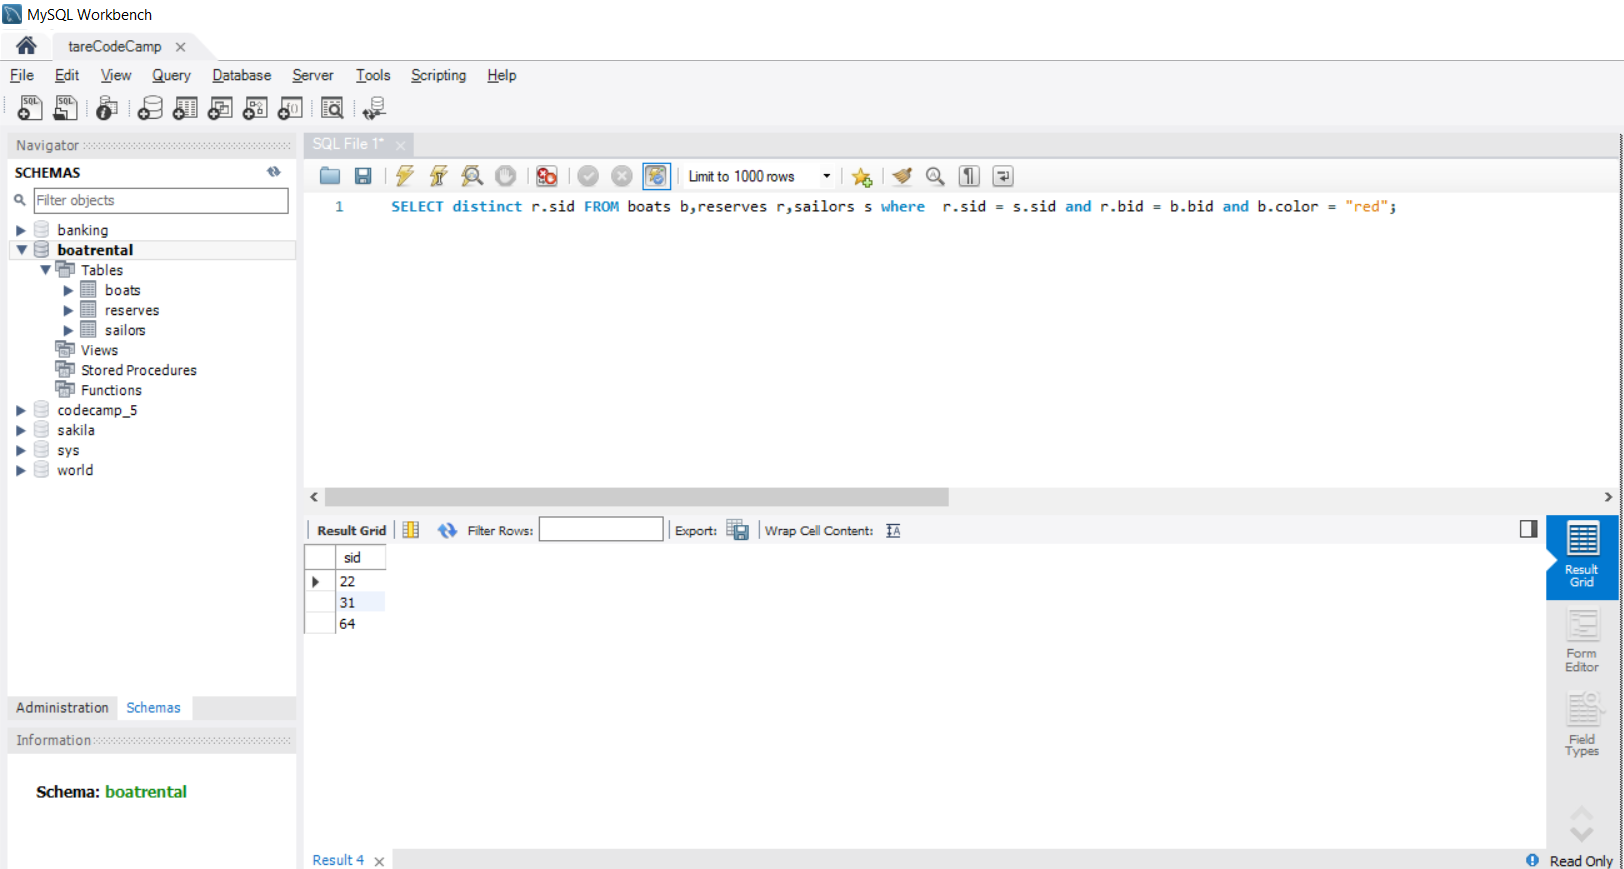 MySQL Workbench
tareCodeCamp
File Edit View Query Database Server Tools Scripting Help
Navigator
SCHEMAS
Filter objects
banking
boatrental
Tables
boats
reserves
sailors
Views
Stored Procedures
Functions
codecamp_5
sakila
sys
world
Administration Schemas
Information
Schema: boatrental
SQL File 1*
Limit to 1000 rows
1 SELECT distinct r.sid FROM boats b,reserves r,sailors s where  r.sid = s.sid and r.bid = b.bid and b.color = "red";
Result Grid Filter Rows: Export: Wrap Cell Content:
sid
22
31
64
Result
Grid
Form
Editor
Field
Types
Result 4
Read Only